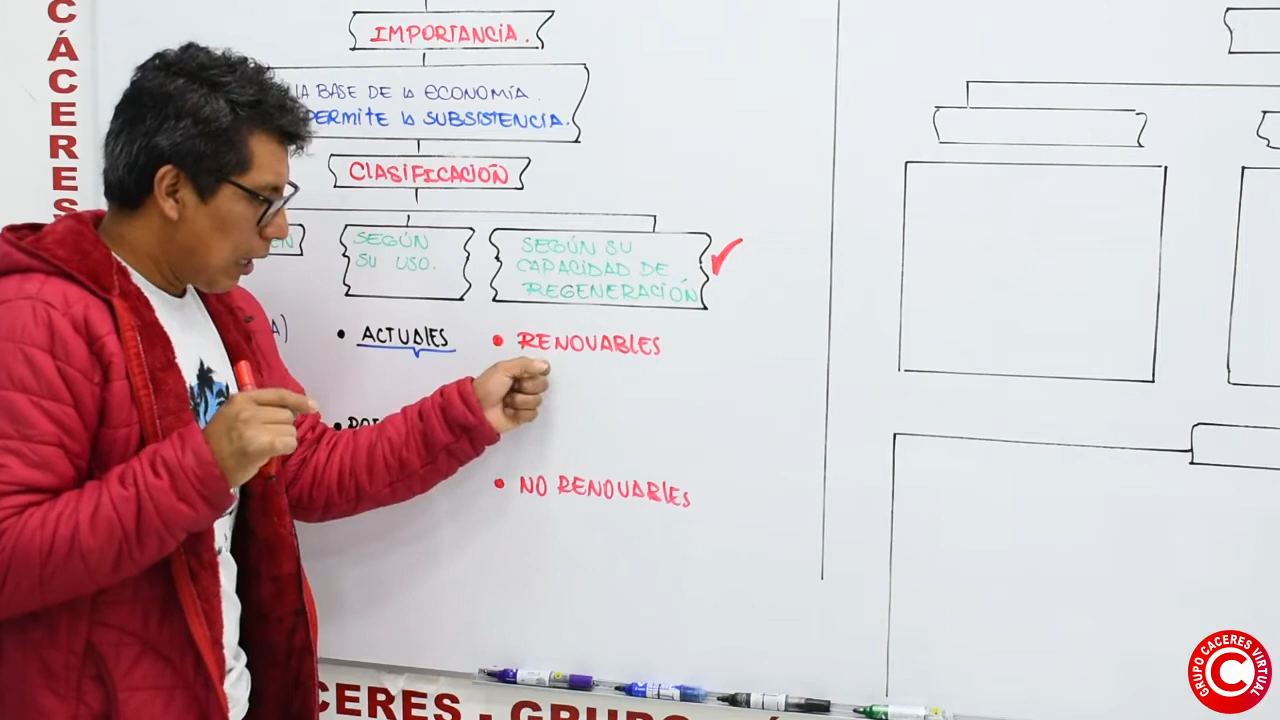 CÁCERES
IMPORTANCIA.
LA BASE DE LA ECONOMÍA.
PERMITE LA SUBSISTENCIA.
CLASIFICACIÓN
SEGÚN
SU USO.
SEGÚN SU
CAPACIDAD DE
REGENERACIÓN
• ACTUALES
• RENOVABLES
• NO RENOVABLES
CERES - GRUPO
GRUPO CACERES VIRTUAL
C